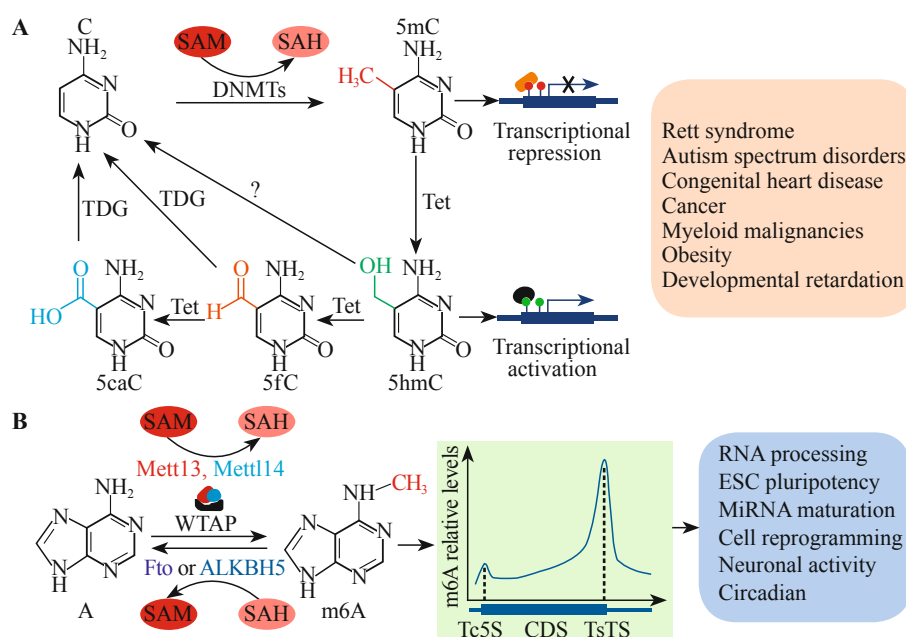 A
C
NH2
N
N
H
O
SAM
SAH
DNMTs
5mC
NH2
H3C
N
N
H
O
Transcriptional
repression
Rett syndrome
Autism spectrum disorders
Congenital heart disease
Cancer
Myeloid malignancies
Obesity
Developmental retardation
TDG
TDG
?
Tet
O
HO
NH2
N
N
H
O
5caC
Tet
O
H
NH2
N
N
H
O
5fC
Tet
OH
NH2
N
N
H
O
5hmC
Transcriptional
activation
B
SAM
SAH
Mett13, Mettl14
WTAP
Fto or ALKBH5
SAM
SAH
NH2
N
N
N
N
H
A
NH
CH3
N
N
N
N
H
m6A
m6A relative levels
Tc5S CDS TsTS
RNA processing
ESC pluripotency
MiRNA maturation
Cell reprogramming
Neuronal activity
Circadian